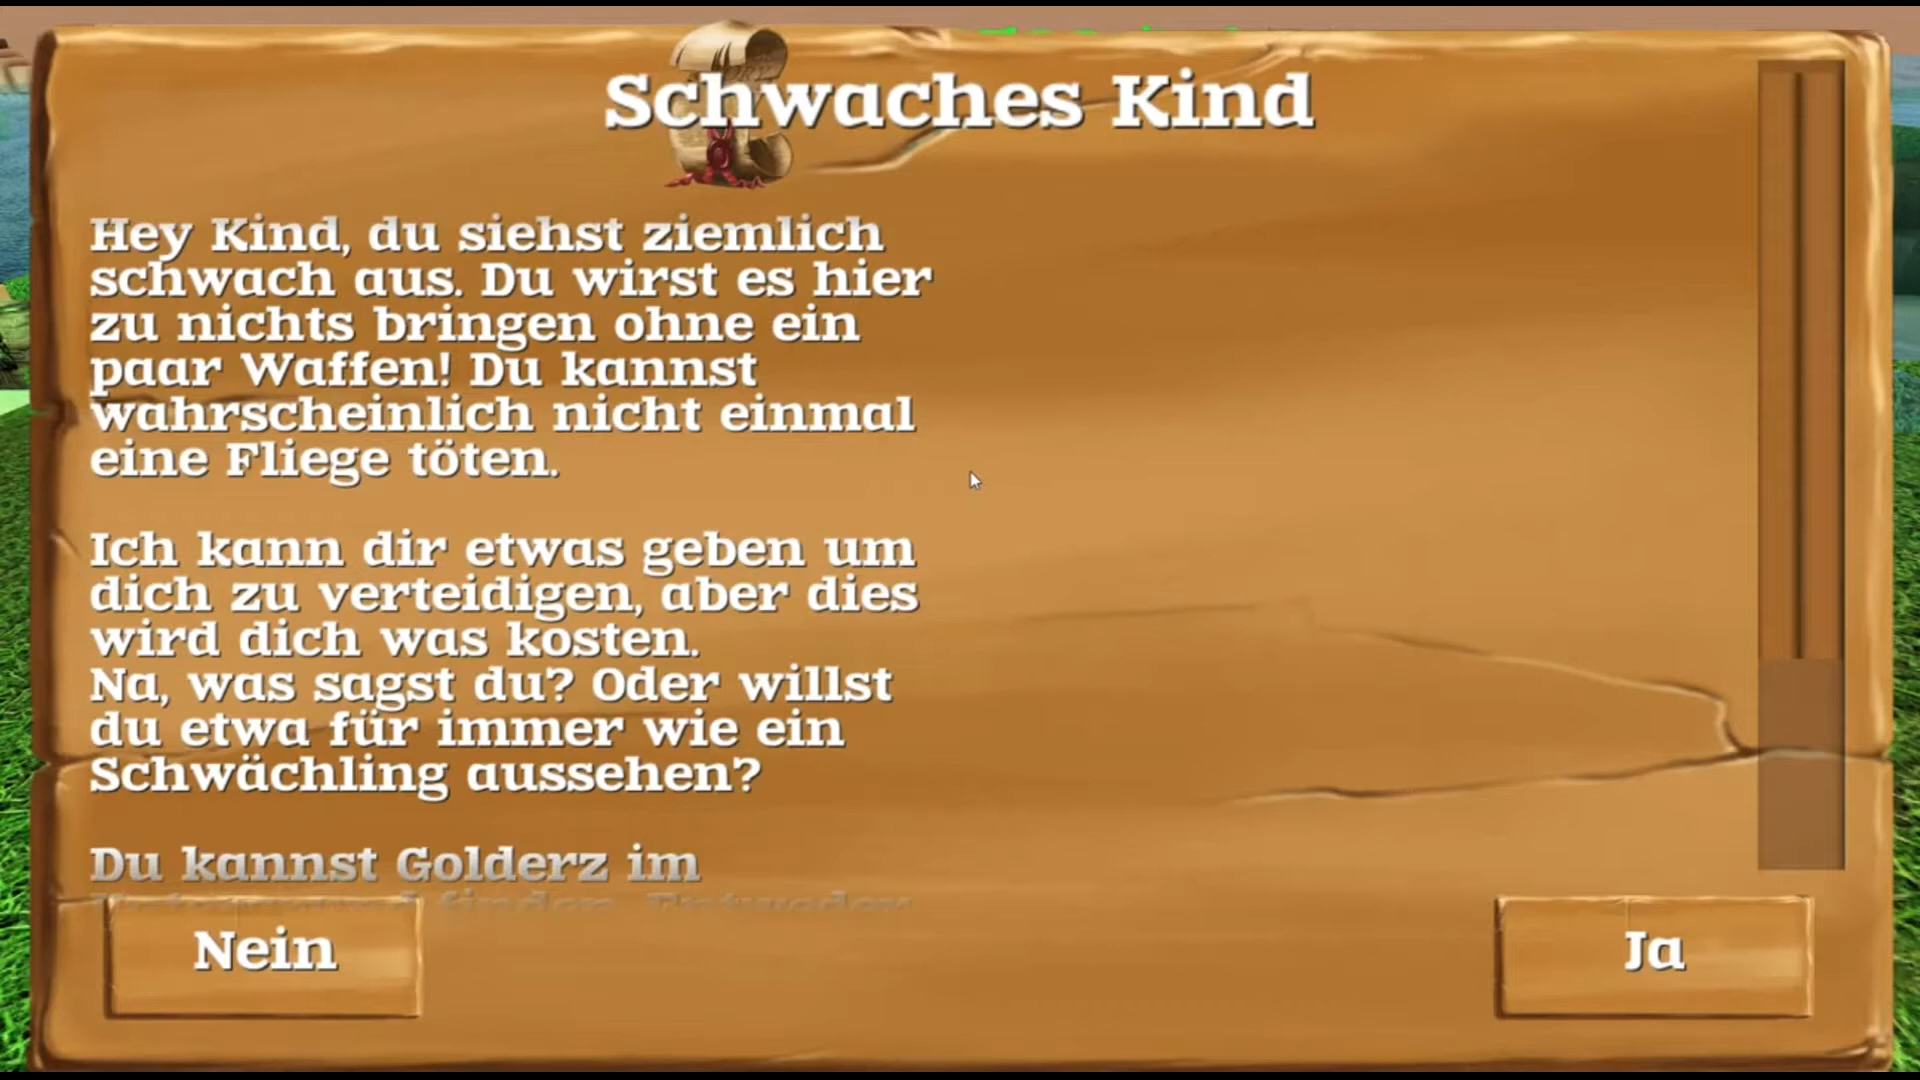 Schwaches Kind
Hey Kind, du siehst ziemlich
schwach aus. Du wirst es hier
zu nichts bringen ohne ein
paar Waffen! Du kannst
wahrscheinlich nicht einmal
eine Fliege töten.
Ich kann dir etwas geben um
dich zu verteidigen, aber dies
wird dich was kosten.
Na, was sagst du? Oder willst
du etwa für immer wie ein
Schwächling aussehen?
Du kannst Golderz im
Nein
Ja